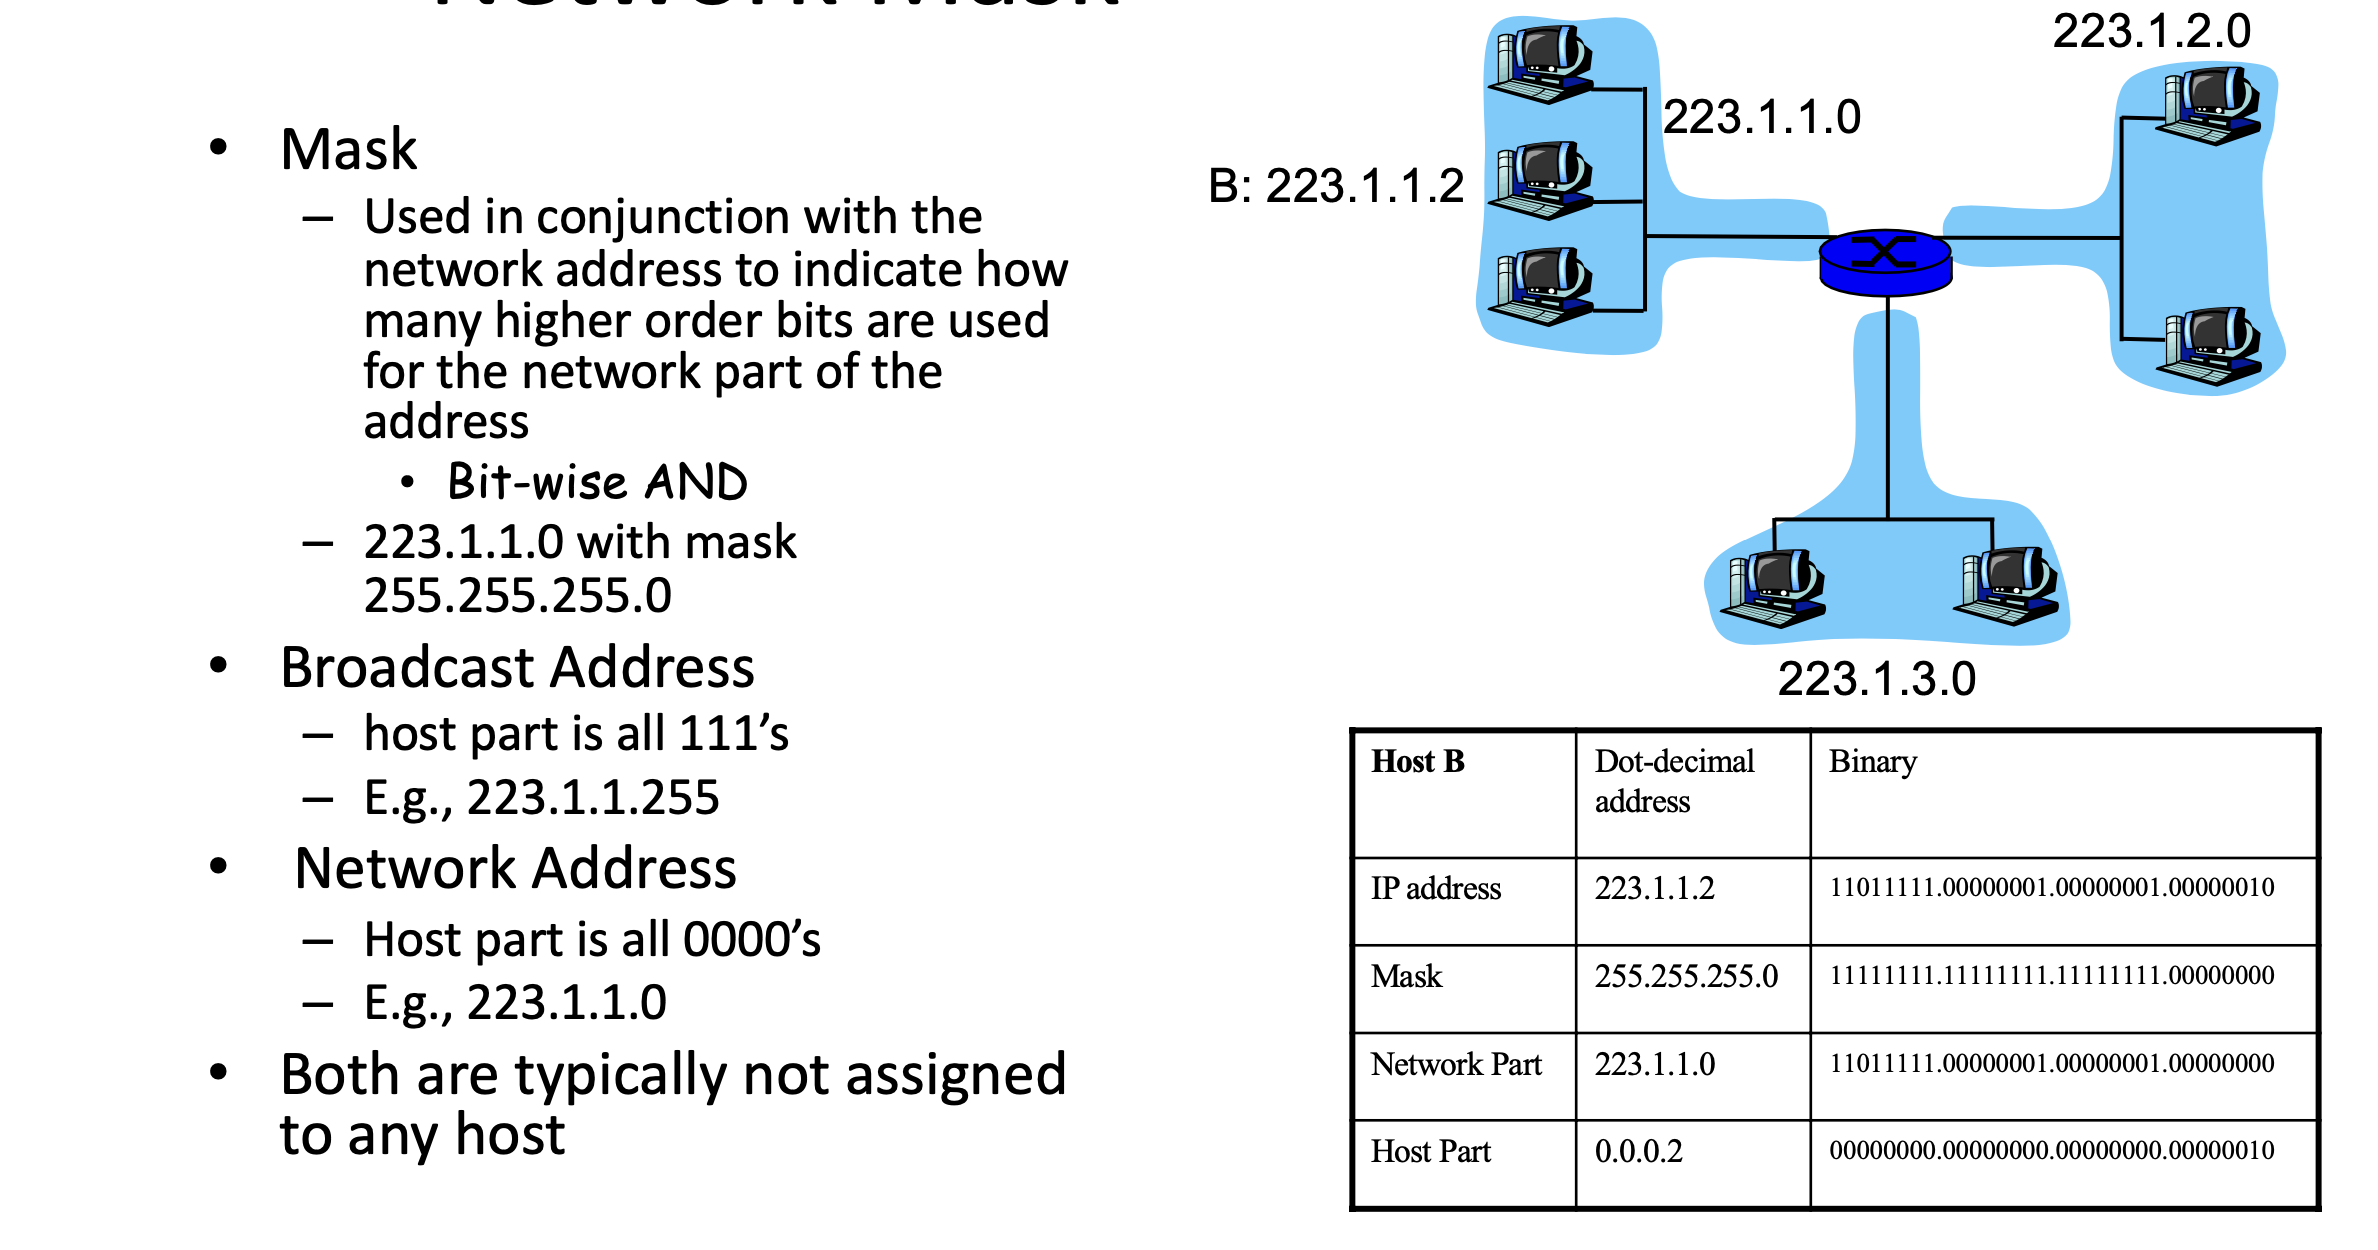 Network Mask
• Mask
– Used in conjunction with the
network address to indicate how
many higher order bits are used
for the network part of the
address
• Bit-wise AND
– 223.1.1.0 with mask
255.255.255.0
• Broadcast Address
– host part is all 111’s
– E.g., 223.1.1.255
• Network Address
– Host part is all 0000’s
– E.g., 223.1.1.0
• Both are typically not assigned
to any host
223.1.2.0
223.1.1.0
B: 223.1.1.2
223.1.3.0
Host B Dot-decimal address Binary
IP address 223.1.1.2 11011111.00000001.00000001.00000010
Mask 255.255.255.0 11111111.11111111.11111111.00000000
Network Part 223.1.1.0 11011111.00000001.00000001.00000000
Host Part 0.0.0.2 00000000.00000000.00000000.00000010